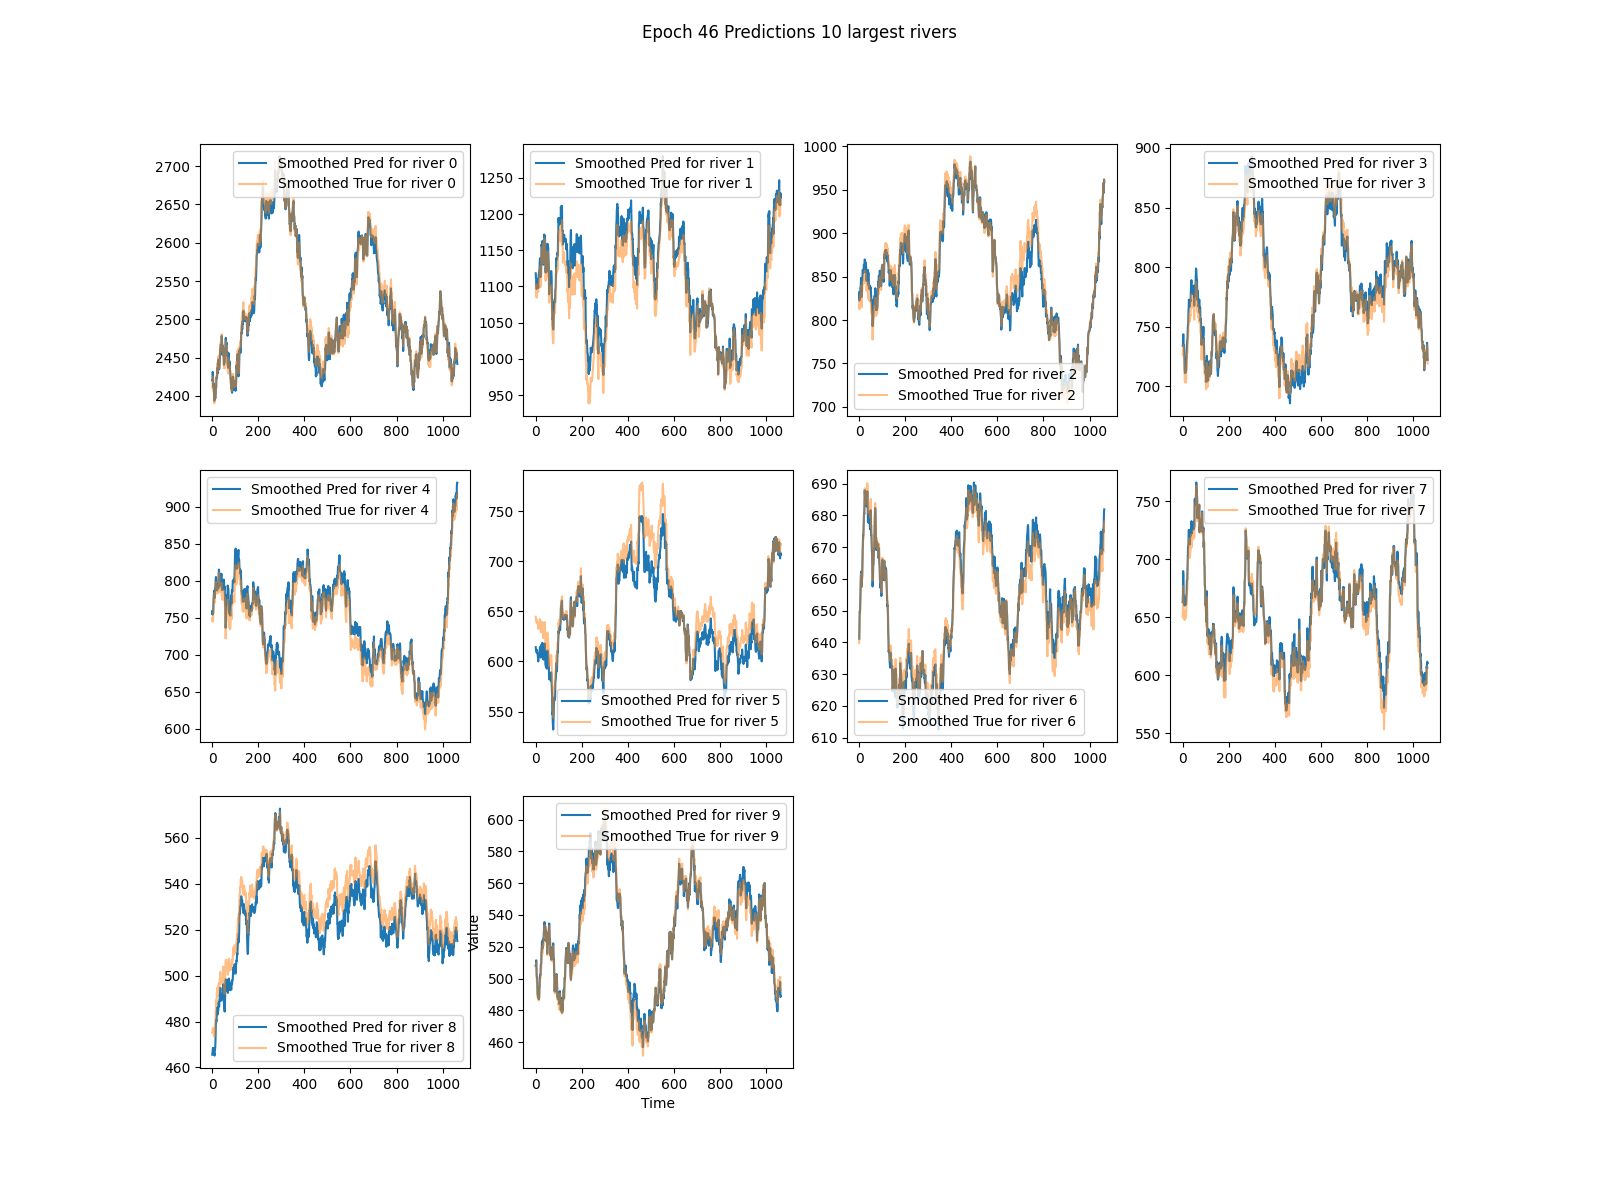 Epoch 46 Predictions 10 largest rivers
2700
2650
2600
2550
2500
2450
2400
0 200 400 600 800 1000
Smoothed Pred for river 0
Smoothed True for river 0
1250
1200
1150
1100
1050
1000
950
0 200 400 600 800 1000
Smoothed Pred for river 1
Smoothed True for river 1
1000
950
900
850
800
750
700
0 200 400 600 800 1000
Smoothed Pred for river 2
Smoothed True for river 2
900
850
800
750
700
0 200 400 600 800 1000
Smoothed Pred for river 3
Smoothed True for river 3
900
850
800
750
700
650
600
0 200 400 600 800 1000
Smoothed Pred for river 4
Smoothed True for river 4
750
700
650
600
550
0 200 400 600 800 1000
Smoothed Pred for river 5
Smoothed True for river 5
690
680
670
660
650
640
630
620
610
0 200 400 600 800 1000
Smoothed Pred for river 6
Smoothed True for river 6
750
700
650
600
550
0 200 400 600 800 1000
Smoothed Pred for river 7
Smoothed True for river 7
560
540
520
500
480
460
0 200 400 600 800 1000
Smoothed Pred for river 8
Smoothed True for river 8
Value
600
580
560
540
520
500
480
460
0 200 400 600 800 1000
Time
Smoothed Pred for river 9
Smoothed True for river 9